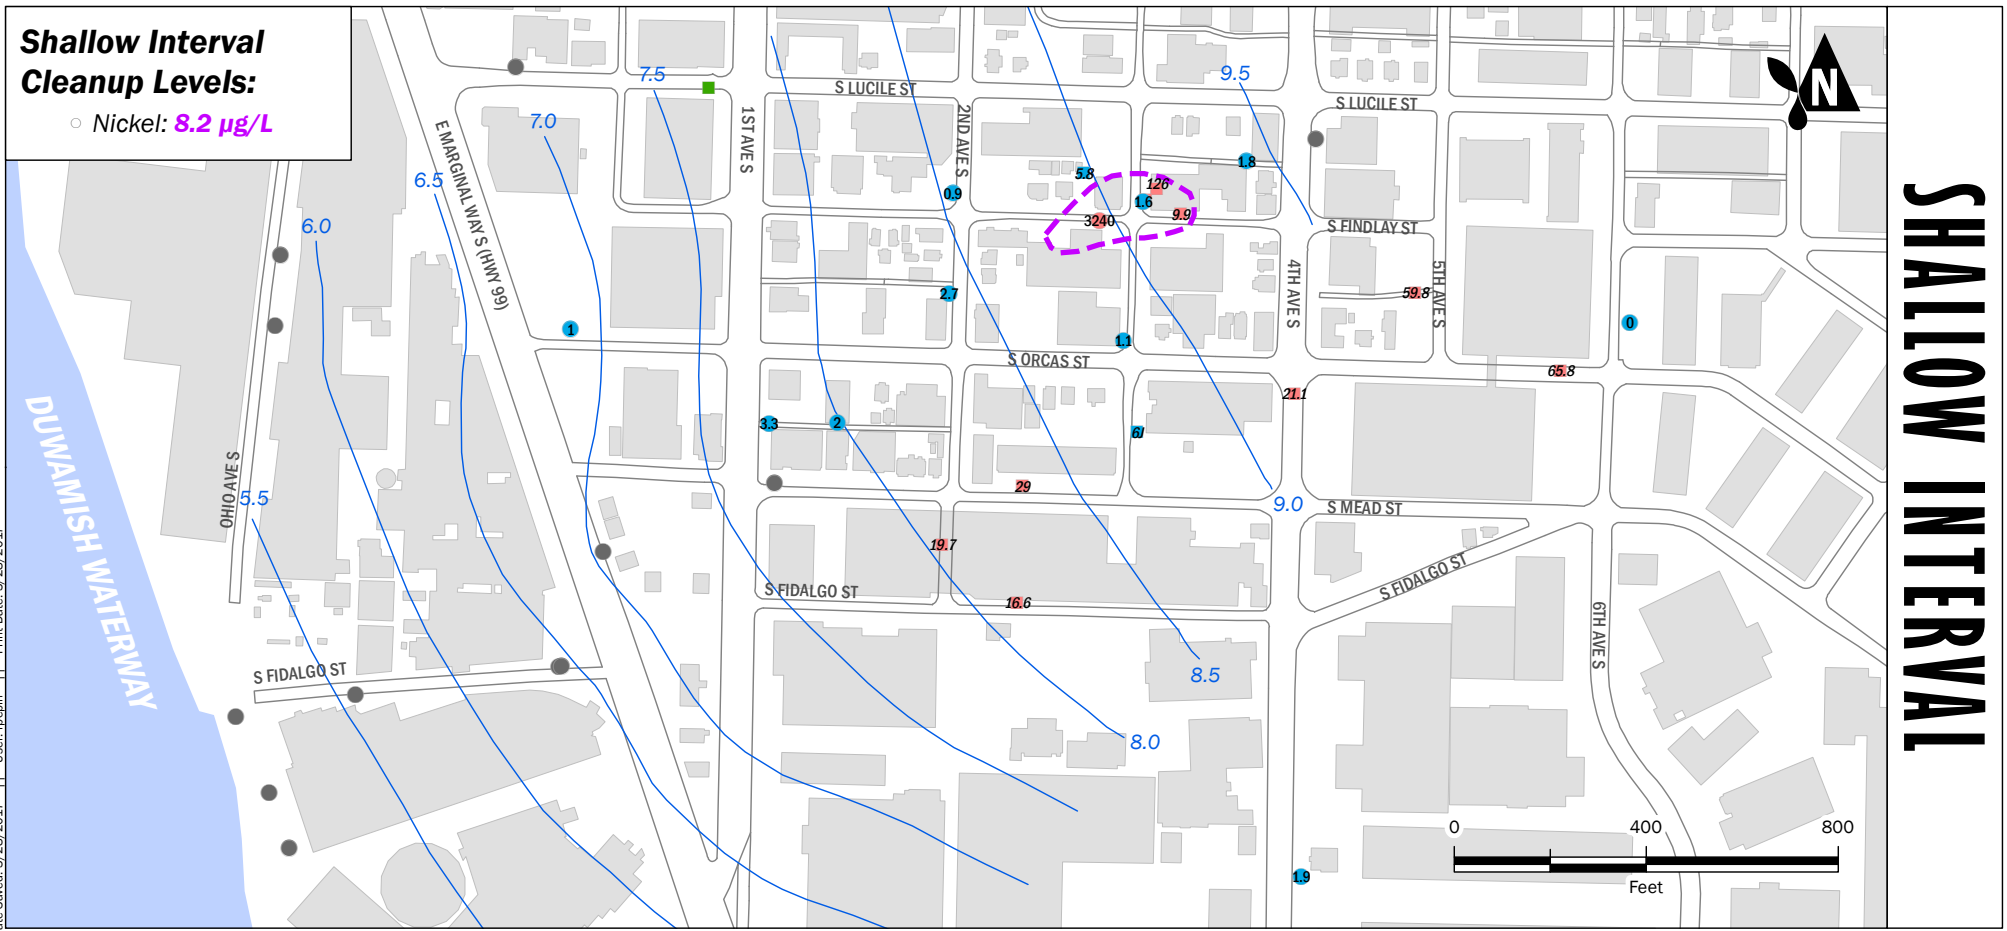 Shallow Interval
Cleanup Levels:
Nickel: 8.2 µg/L
SHALLOW INTERVAL
N
7.5
9.5
S LUCILE ST
S LUCILE ST
7.0
1ST AVE S
2ND AVE S
E MARGINAL WAY S (HWY 99)
6.5
5.8
1.8
126
0.9
1.6
9.9
3240
6.0
S FINDLAY ST
4TH AVE S
5TH AVE S
2.7
59.8
1
0
1.1
S ORCAS ST
65.8
21.1
3.3
2
6J
DUWAMISH WATERWAY
OHIO AVE S
5.5
29
9.0
S MEAD ST
19.7
S FIDALGO ST
S FIDALGO ST
16.6
6TH AVE S
S FIDALGO ST
8.5
8.0
0
400
800
Feet
1.9